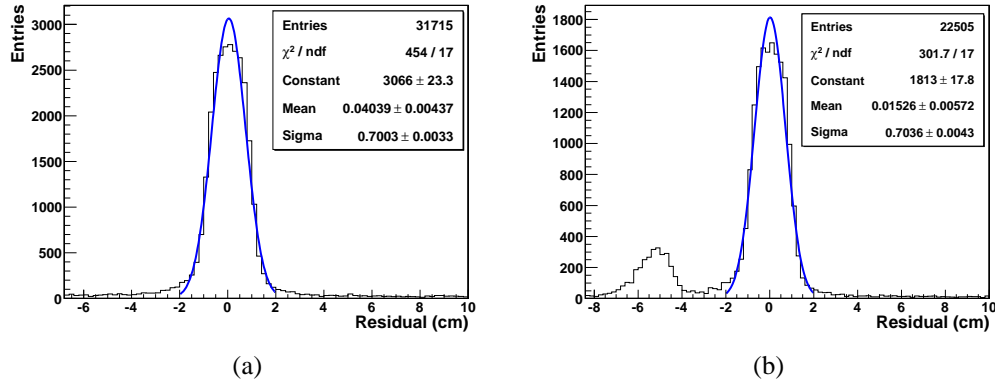 Entries
3000
2500
2000
1500
1000
500
0
Entries 31715
χ² / ndf 454 / 17
Constant 3066 ± 23.3
Mean 0.04039 ± 0.00437
Sigma 0.7003 ± 0.0033
-6 -4 -2 0 2 4 6 8 10
Residual (cm)
(a)
Entries
1800
1600
1400
1200
1000
800
600
400
200
0
Entries 22505
χ² / ndf 301.7 / 17
Constant 1813 ± 17.8
Mean 0.01526 ± 0.00572
Sigma 0.7036 ± 0.0043
-8 -6 -4 -2 0 2 4 6 8 10
Residual (cm)
(b)